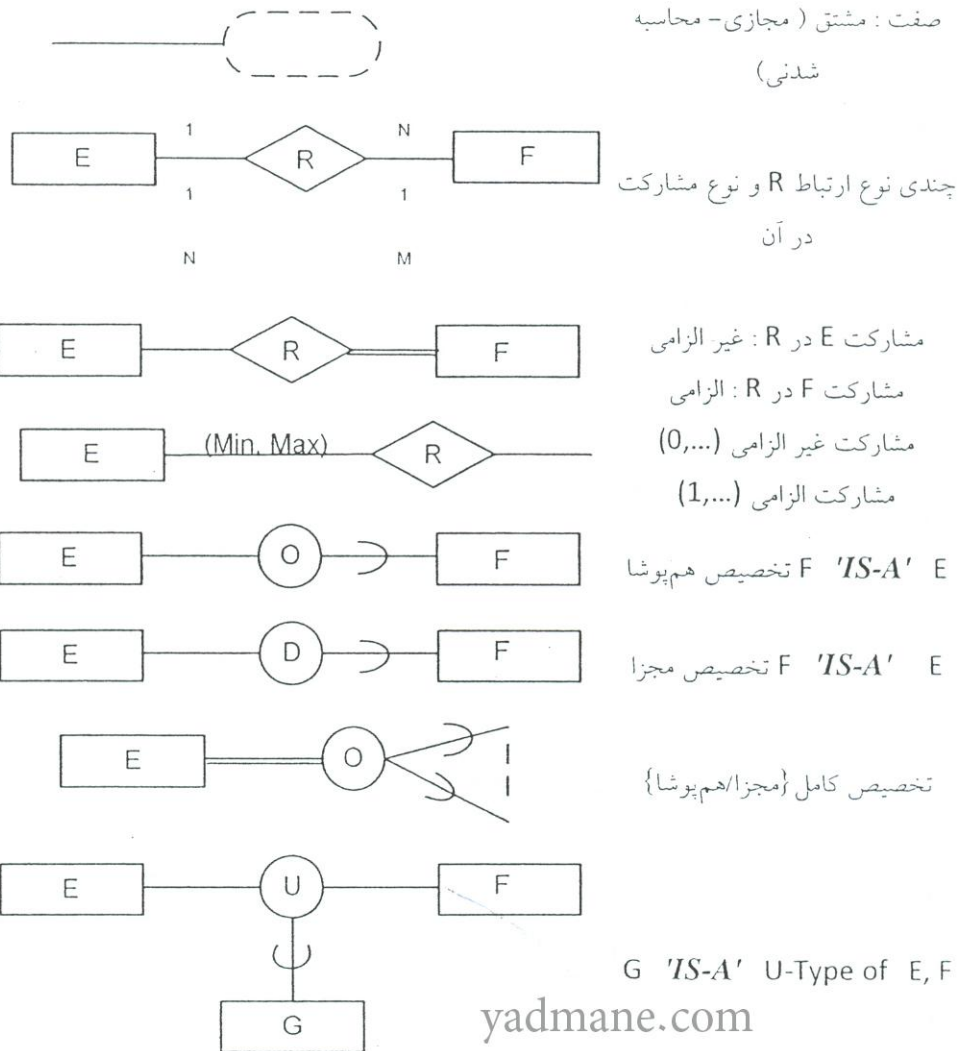 صفت : مشتق ( مجازی- محاسبه
شدنی)
1 N
E R F
1 1
چندی نوع ارتباط R و نوع مشارکت
در آن
N M
E R F
مشارکت E در R : غیر الزامی
مشارکت F در R : الزامی
E (Min, Max) R
مشارکت غیر الزامی (0,...)
مشارکت الزامی (1,...)
E O F
F 'IS-A' E تخصیص هم‌پوشا
E D F
F 'IS-A' E تخصیص مجزا
E O
تخصیص کامل {مجزا/هم‌پوشا}
E U F
G 'IS-A' U-Type of E, F
G
yadmane.com